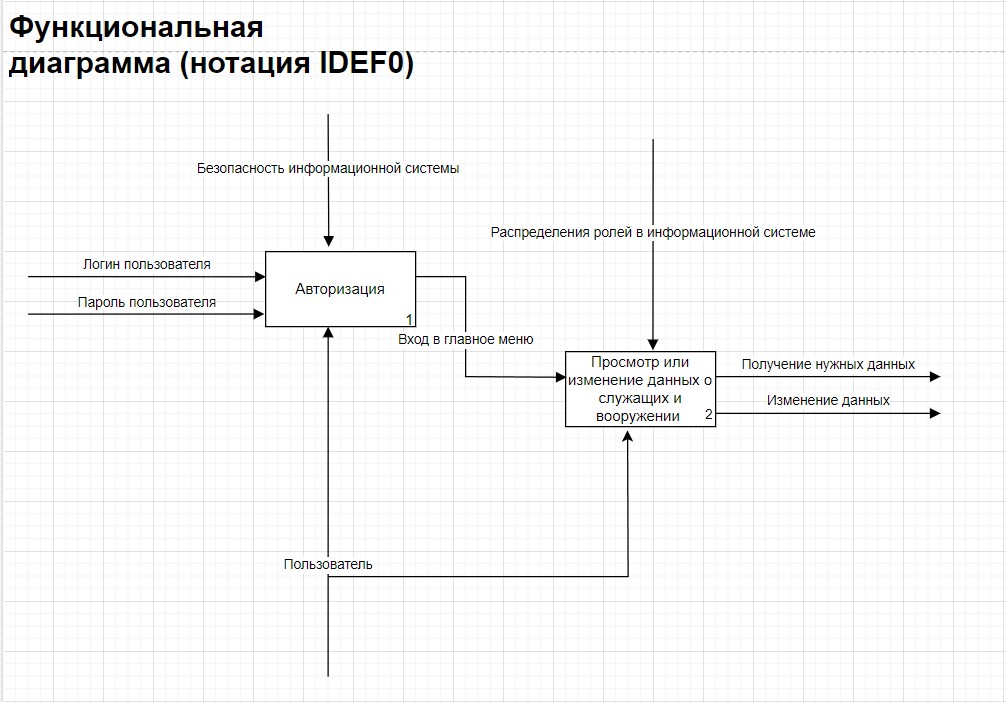 Функциональная
диаграмма (нотация IDEF0)
Безопасность информационной системы
Распределения ролей в информационной системе
Логин пользователя
Пароль пользователя
Авторизация
1
Вход в главное меню
Просмотр или
изменение данных о
служащих и
вооружении
2
Получение нужных данных
Изменение данных
Пользователь